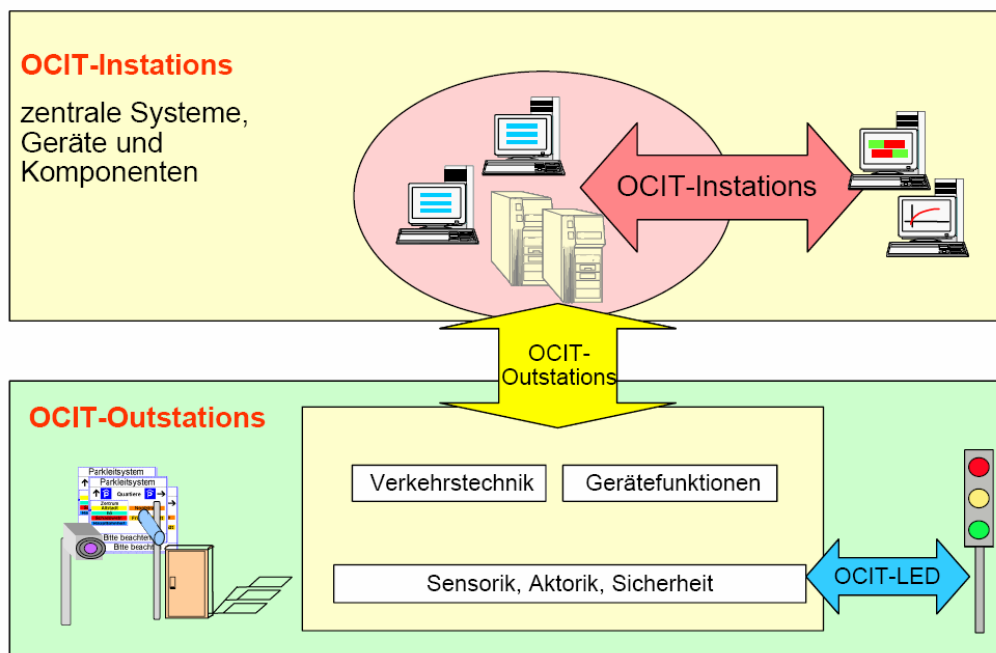 OCIT-Instations
zentrale Systeme,
Geräte und
Komponenten
OCIT-Instations
OCIT-
Outstations
OCIT-Outstations
Parkleitsystem
Parkleitsystem
Quartiere
Zentrum
Altstadt
Bitte beachten
Bitte beachten
Verkehrstechnik
Gerätefunktionen
Sensorik, Aktorik, Sicherheit
OCIT-LED